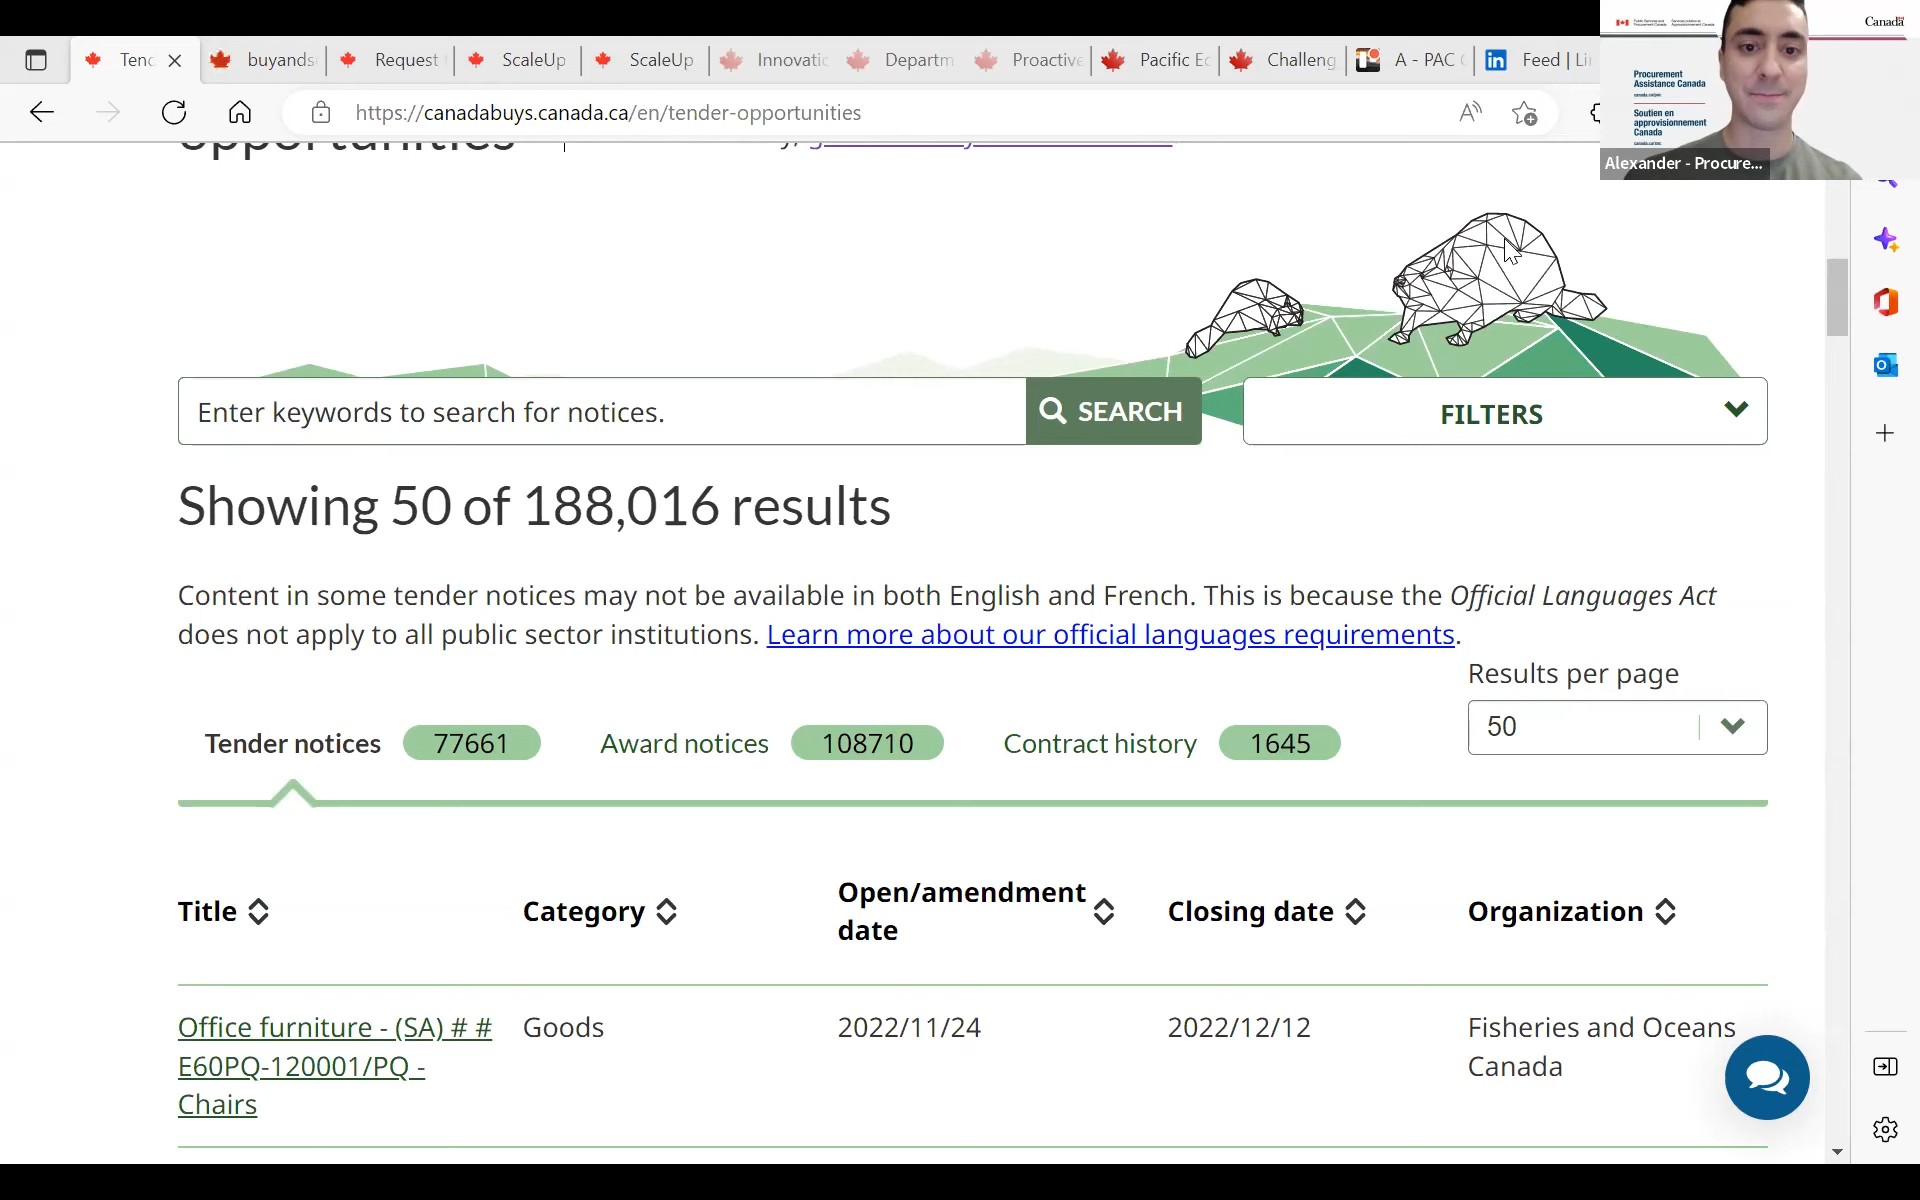 Tend
buyands
Request
ScaleUp
ScaleUp
Innovatio
Departm
Proactive
Pacific Ec
Challeng
A - PAC
Feed | Li
https://canadabuys.canada.ca/en/tender-opportunities
Canada
Procurement
Assistance Canada
Soutien en
approvisionnement
Canada
Alexander - Procure...
opportunities
Enter keywords to search for notices.
SEARCH
FILTERS
Showing 50 of 188,016 results
Content in some tender notices may not be available in both English and French. This is because the Official Languages Act
does not apply to all public sector institutions. Learn more about our official languages requirements.
Results per page
50
Tender notices 77661
Award notices 108710
Contract history 1645
Title
Category
Open/amendment
date
Closing date
Organization
Office furniture - (SA) # #
E60PQ-120001/PQ -
Chairs
Goods
2022/11/24
2022/12/12
Fisheries and Oceans
Canada